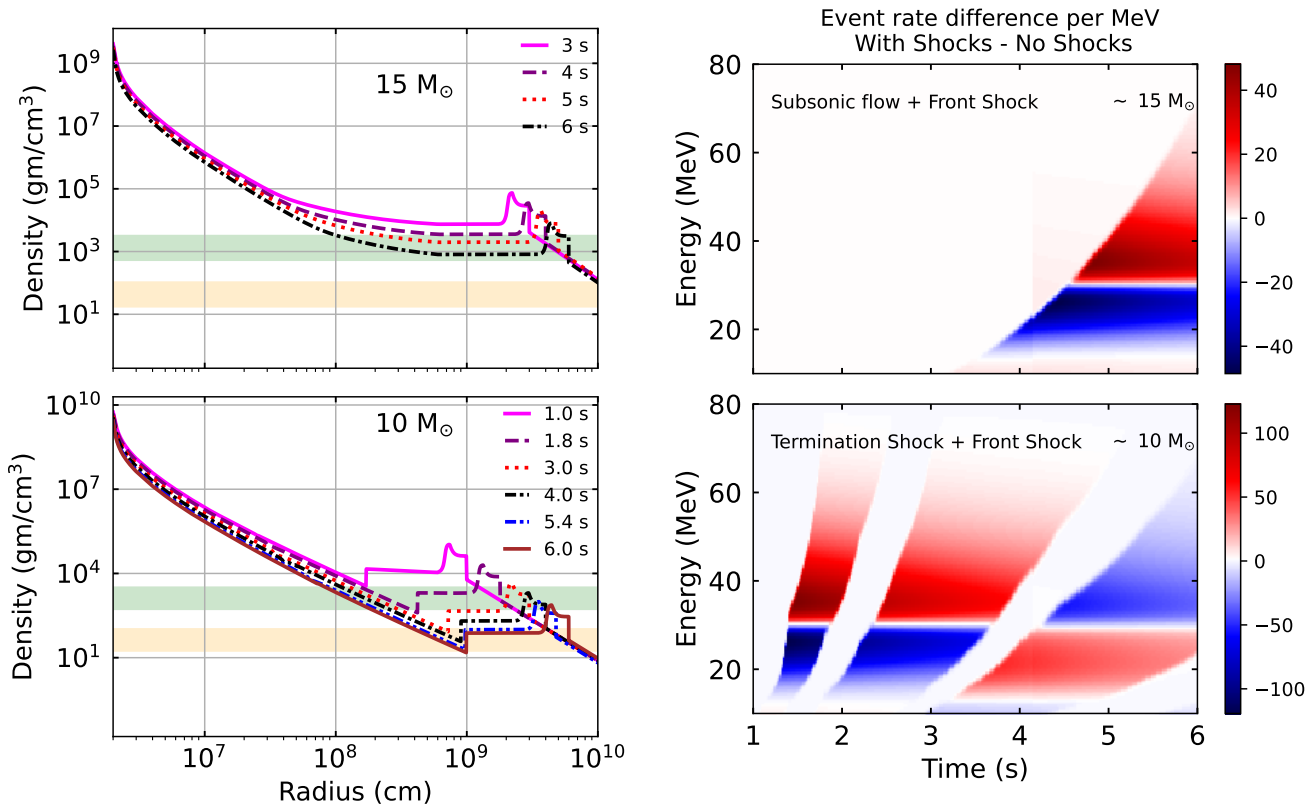 Density (gm/cm³)
10⁹
10⁷
10⁵
10³
10¹
15 M⊙
3 s
4 s
5 s
6 s
Density (gm/cm³)
10¹⁰
10⁷
10⁴
10¹
10 M⊙
1.0 s
1.8 s
3.0 s
4.0 s
5.4 s
6.0 s
10⁷ 10⁸ 10⁹ 10¹⁰
Radius (cm)
Event rate difference per MeV
With Shocks - No Shocks
Energy (MeV)
80
60
40
20
Subsonic flow + Front Shock ~ 15 M⊙
40
20
0
−20
−40
Energy (MeV)
80
60
40
20
Termination Shock + Front Shock ~ 10 M⊙
100
50
0
−50
−100
1 2 3 4 5 6
Time (s)